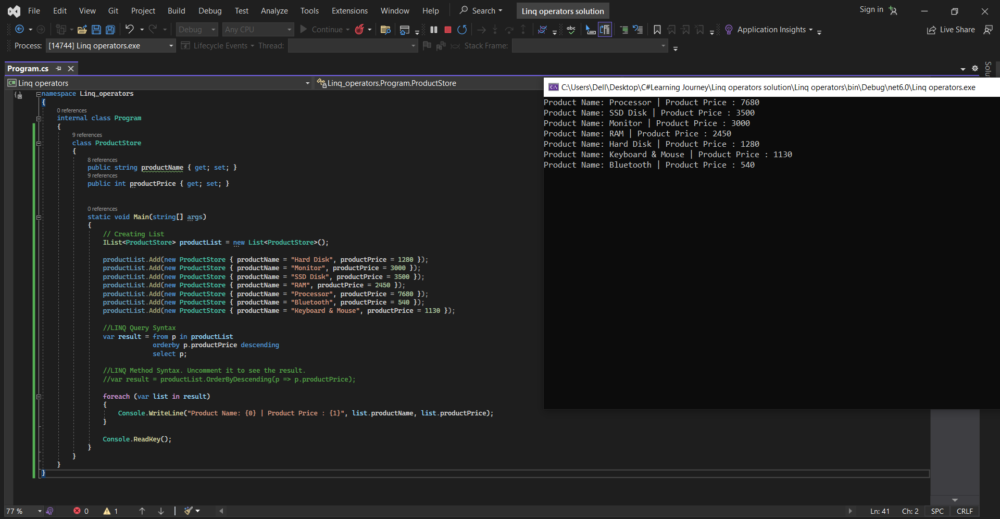 File Edit View Git Project Build Debug Test Analyze Tools Extensions Window Help Search Linq operators solution Sign in
Debug Any CPU Continue abc Application Insights Live Share
Process: [14744] Linq operators.exe Lifecycle Events Thread: Stack Frame:
Program.cs
C# Linq operators Linq_operators.Program.ProductStore
namespace Linq_operators
{
0 references
internal class Program
{
9 references
class ProductStore
{
8 references
public string productName { get; set; }
9 references
public int productPrice { get; set; }
0 references
static void Main(string[] args)
{
// Creating List
IList<ProductStore> productList = new List<ProductStore>();
productList.Add(new ProductStore { productName = "Hard Disk", productPrice = 1280 });
productList.Add(new ProductStore { productName = "Monitor", productPrice = 3000 });
productList.Add(new ProductStore { productName = "SSD Disk", productPrice = 3500 });
productList.Add(new ProductStore { productName = "RAM", productPrice = 2450 });
productList.Add(new ProductStore { productName = "Processor", productPrice = 7680 });
productList.Add(new ProductStore { productName = "Bluetooth", productPrice = 540 });
productList.Add(new ProductStore { productName = "Keyboard & Mouse", productPrice = 1130 });
//LINQ Query Syntax
var result = from p in productList
orderby p.productPrice descending
select p;
//LINQ Method Syntax. Uncomment it to see the result.
//var result = productList.OrderByDescending(p => p.productPrice);
foreach (var list in result)
{
Console.WriteLine("Product Name: {0} | Product Price : {1}", list.productName, list.productPrice);
}
Console.ReadKey();
}
}
}
}
C:\Users\Dell\Desktop\C#Learning Journey\Linq operators solution\Linq operators\bin\Debug\net6.0\Linq operators.exe
Product Name: Processor | Product Price : 7680
Product Name: SSD Disk | Product Price : 3500
Product Name: Monitor | Product Price : 3000
Product Name: RAM | Product Price : 2450
Product Name: Hard Disk | Product Price : 1280
Product Name: Keyboard & Mouse | Product Price : 1130
Product Name: Bluetooth | Product Price : 540
77 % 0 1 Ln: 41 Ch: 2 SPC CRLF